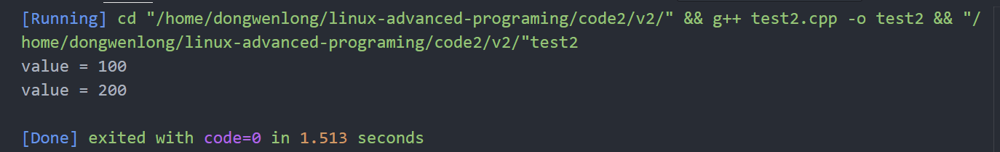 [Running] cd "/home/dongwenlong/linux-advanced-programing/code2/v2/" && g++ test2.cpp -o test2 && "/
home/dongwenlong/linux-advanced-programing/code2/v2/"test2
value = 100
value = 200
[Done] exited with code=0 in 1.513 seconds